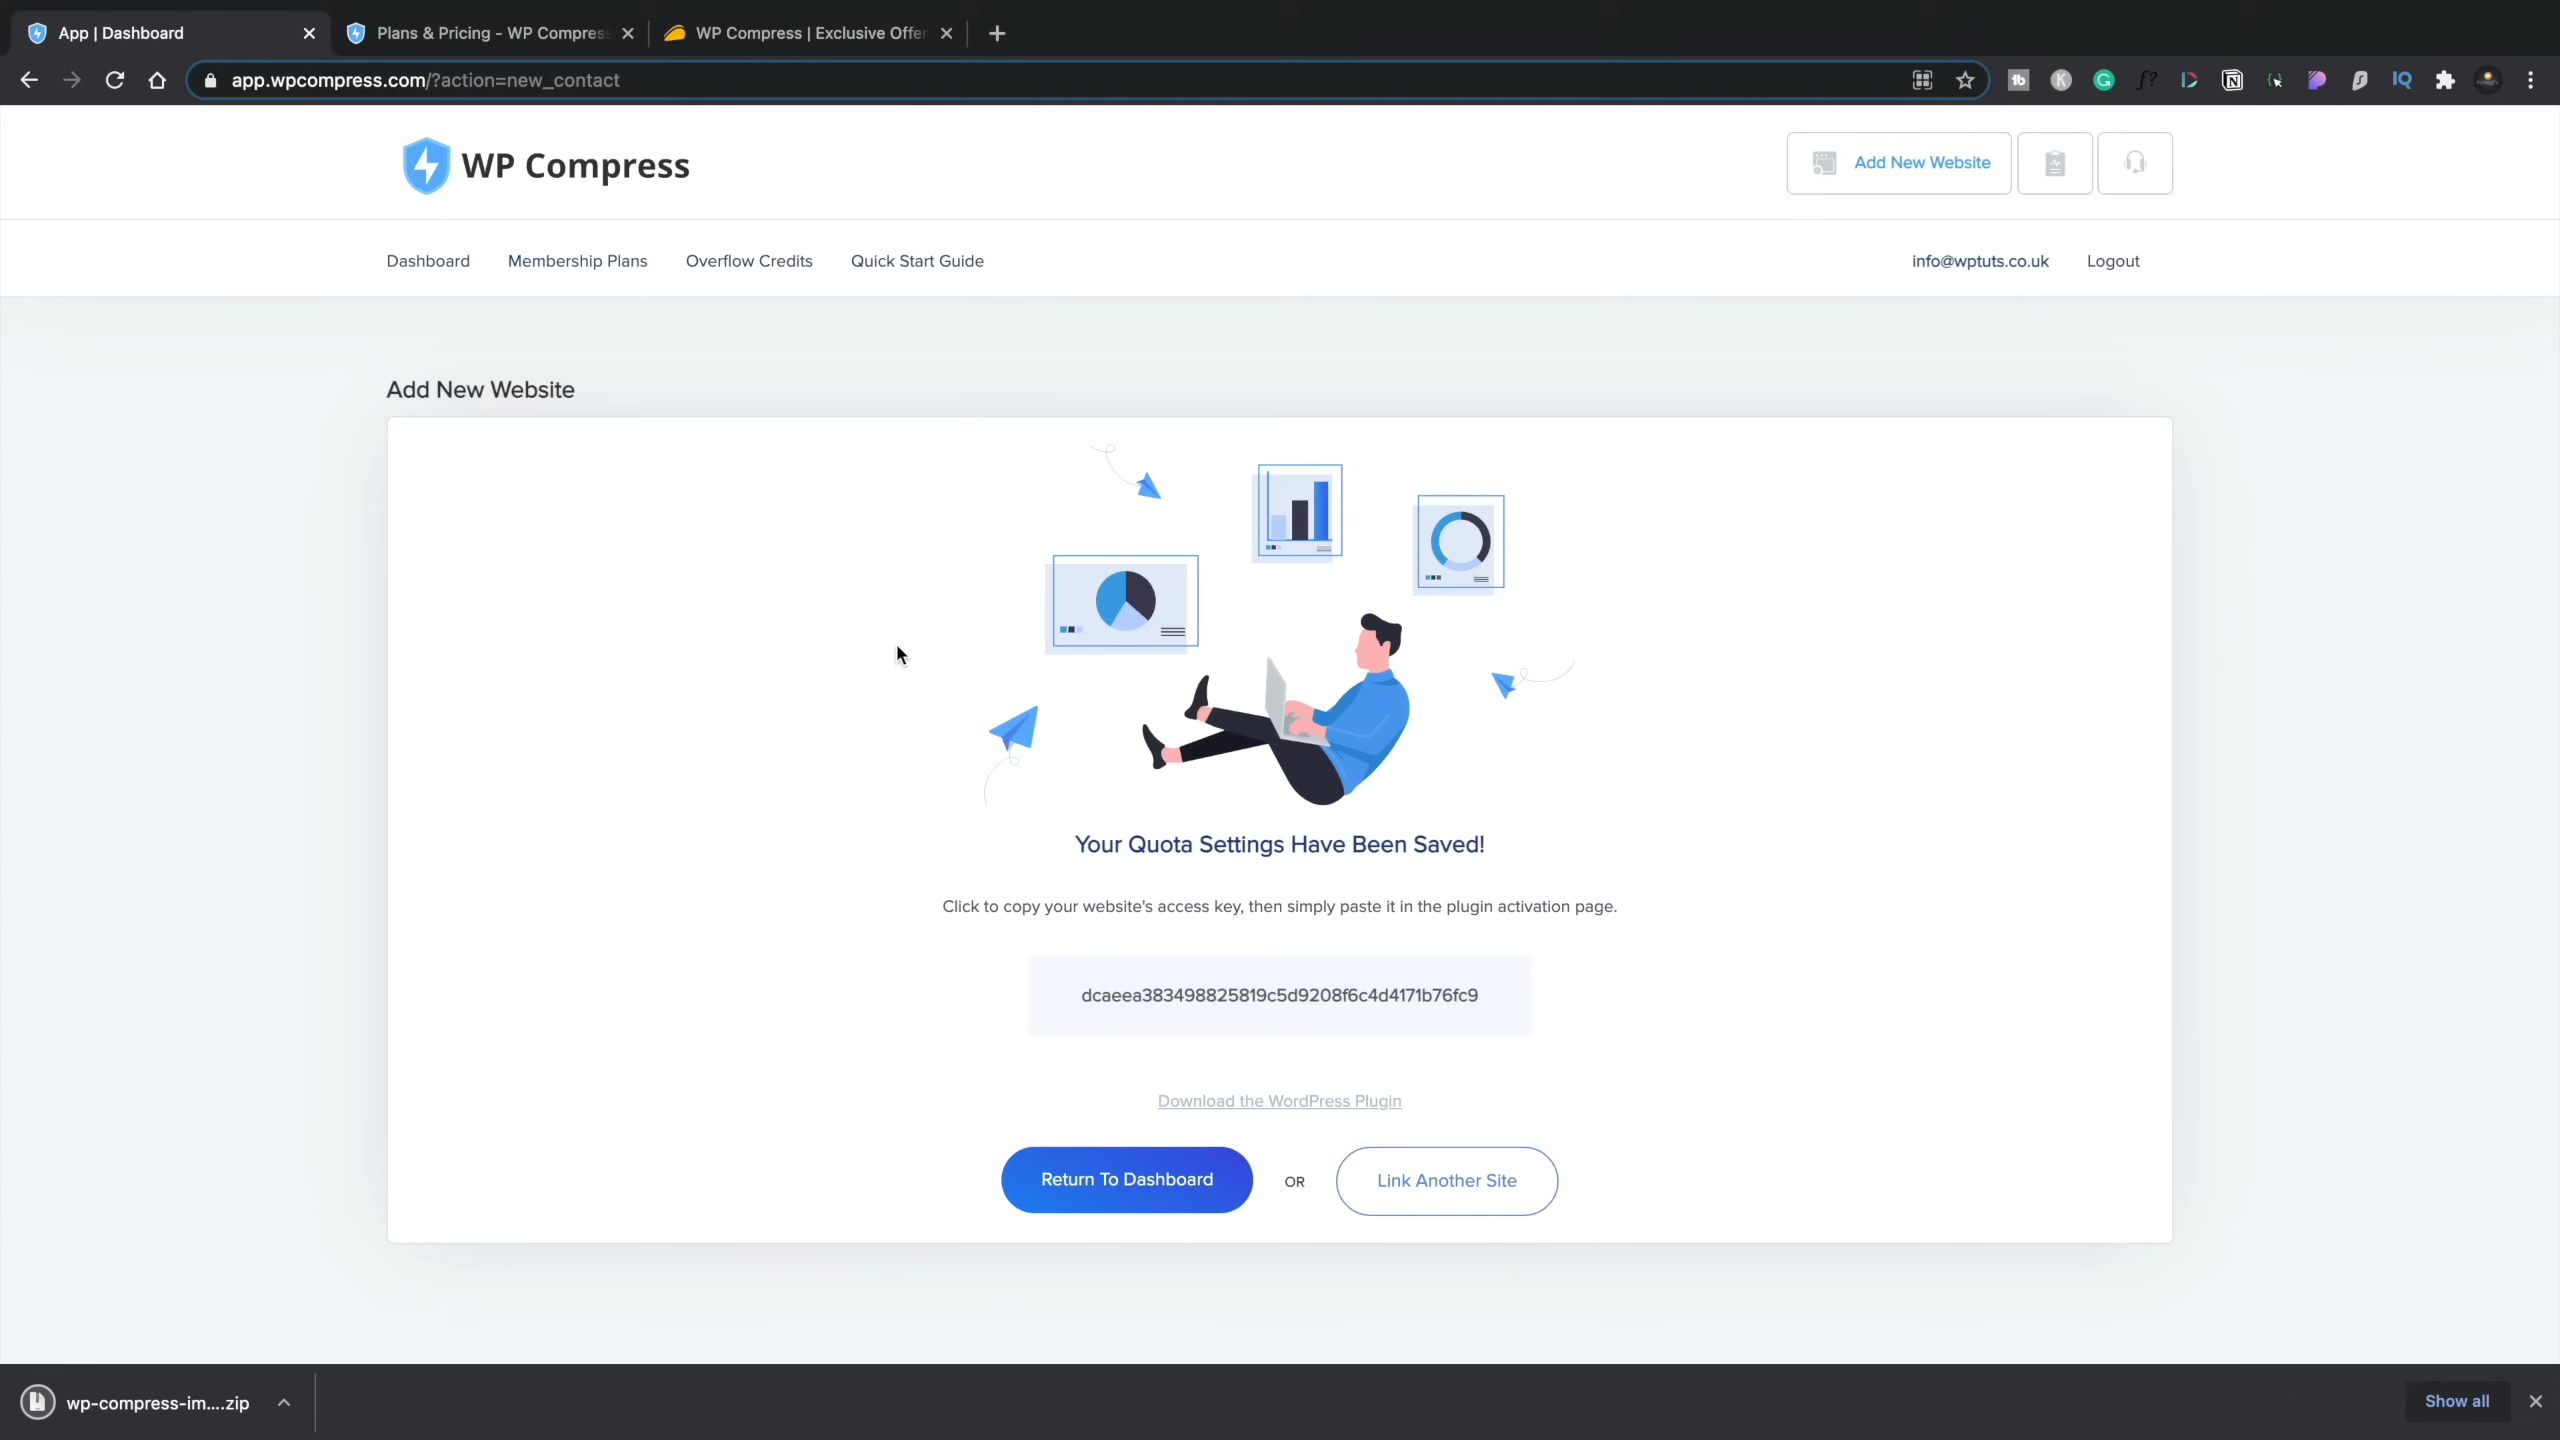 App | Dashboard
Plans & Pricing - WP Compress
WP Compress | Exclusive Offer
app.wpcompress.com/?action=new_contact
WP Compress
Add New Website
Dashboard
Membership Plans
Overflow Credits
Quick Start Guide
info@wptuts.co.uk
Logout
Add New Website
Your Quota Settings Have Been Saved!
Click to copy your website's access key, then simply paste it in the plugin activation page.
dcaeea383498825819c5d9208f6c4d4171b76fc9
Download the WordPress Plugin
Return To Dashboard
OR
Link Another Site
wp-compress-im....zip
Show all